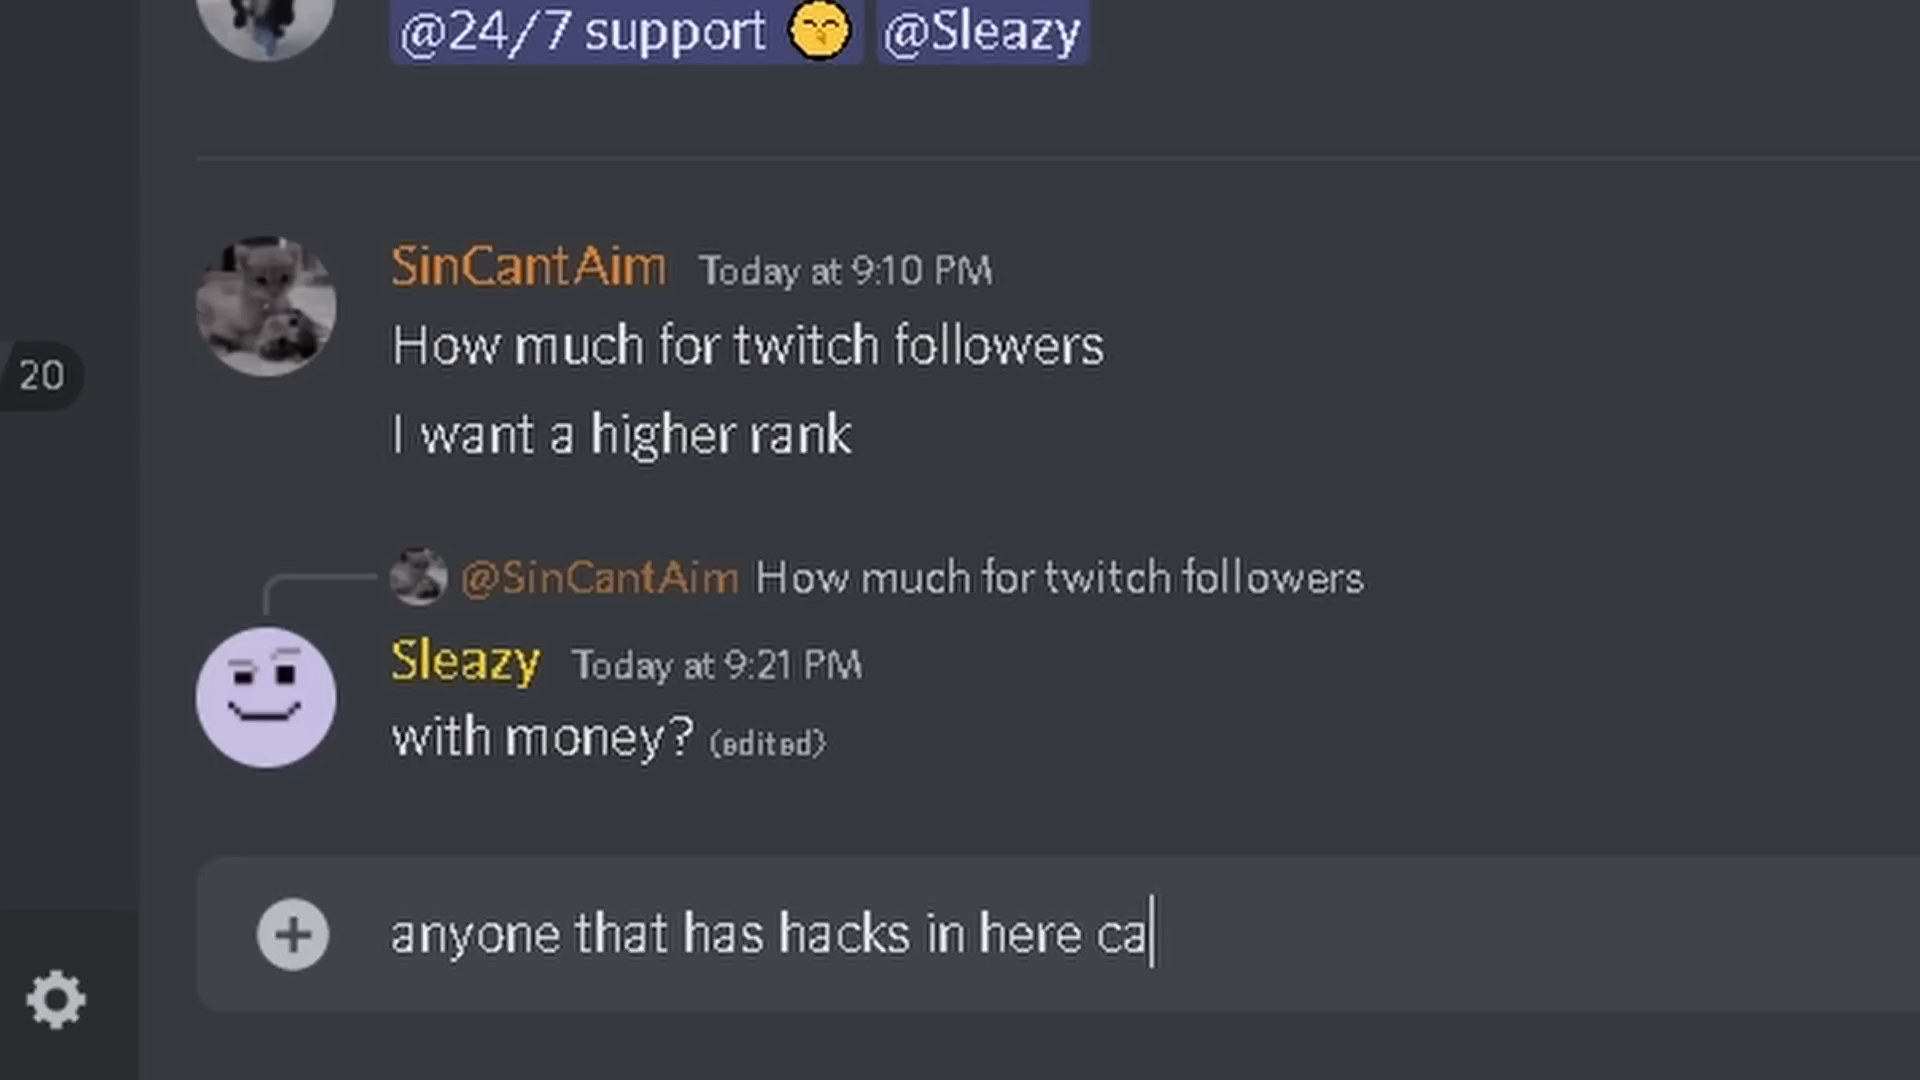 @24/7 support @Sleazy
SinCantAim Today at 9:10 PM
How much for twitch followers
I want a higher rank
20
@SinCantAim How much for twitch followers
Sleazy Today at 9:21 PM
with money? (edited)
anyone that has hacks in here ca